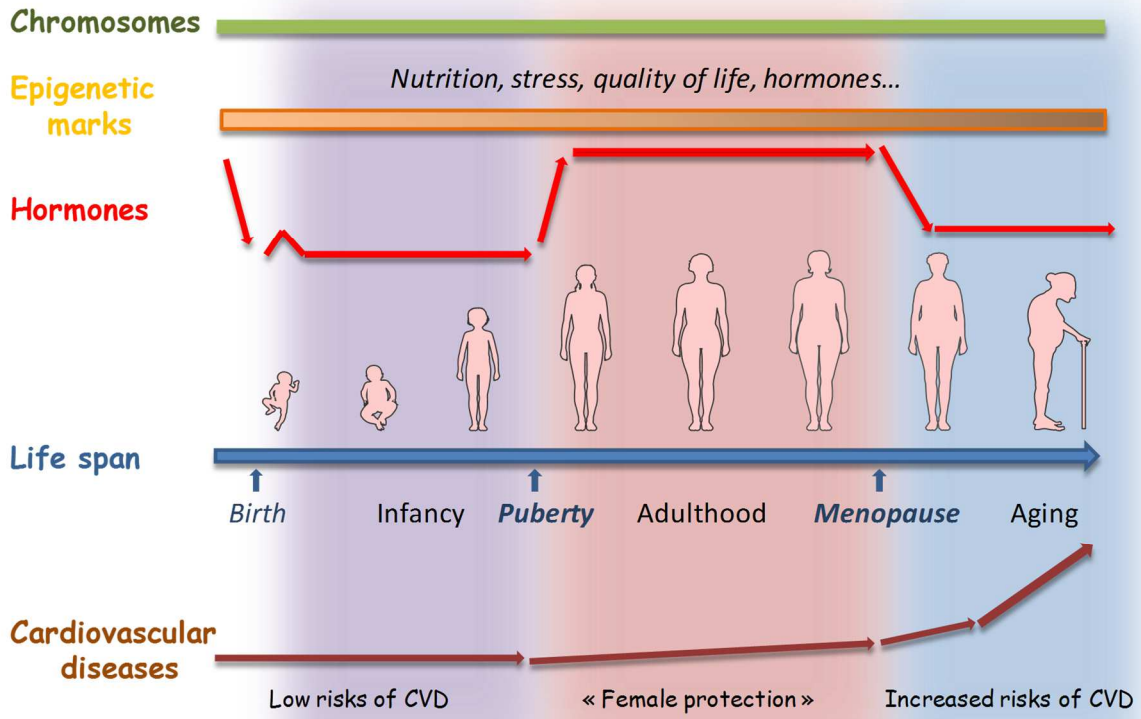 Chromosomes
Nutrition, stress, quality of life, hormones...
Epigenetic
marks
Hormones
Life span
Birth
Infancy
Puberty
Adulthood
Menopause
Aging
Cardiovascular
diseases
Low risks of CVD
« Female protection »
Increased risks of CVD